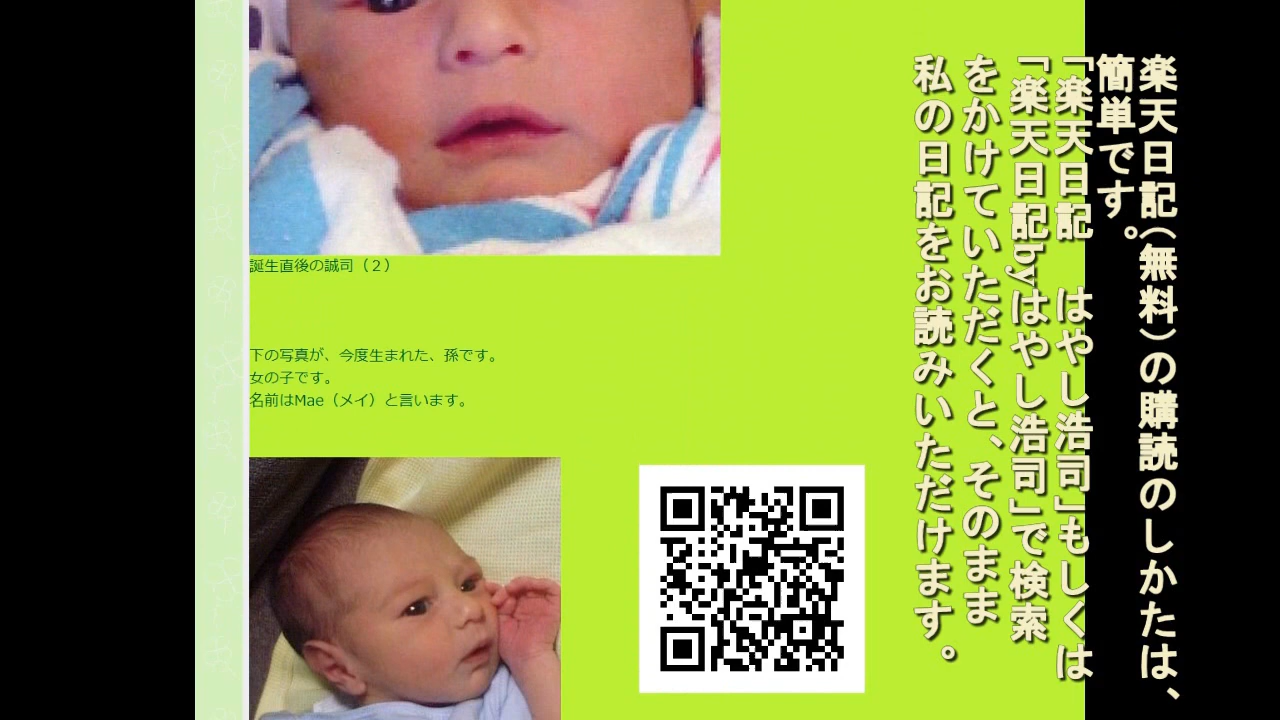 楽天日記(無料)の購読のしかたは、
簡単です。
「楽天日記　はやし浩司」もしくは
「楽天日記byはやし浩司」で検索
をかけていただくと、そのまま
私の日記をお読みいただけます。
誕生直後の誠司（２）
下の写真が、今度生まれた、孫です。
女の子です。
名前はMae（メイ）と言います。